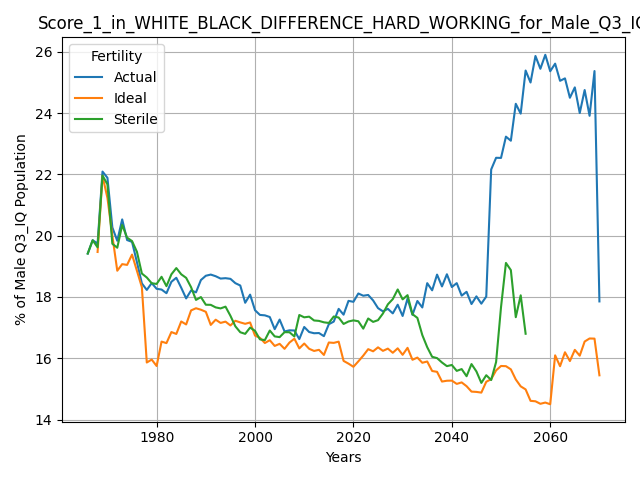 Score_1_in_WHITE_BLACK_DIFFERENCE_HARD_WORKING_for_Male_Q3_IQ
26
24
22
20
18
16
14
% of Male Q3_IQ Population
Fertility
Actual
Ideal
Sterile
1980 2000 2020 2040 2060
Years